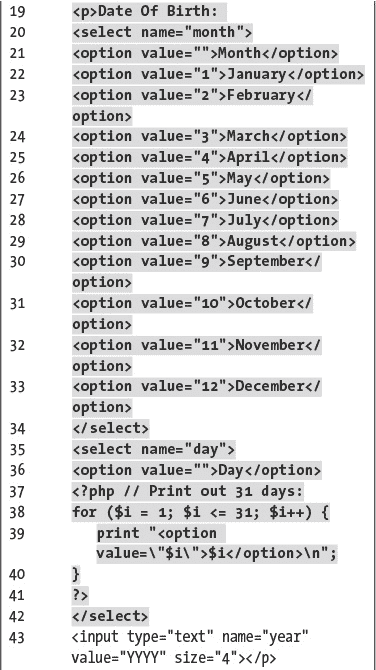 19 <p>Date Of Birth:
20 <select name="month">
21 <option value="">Month</option>
22 <option value="1">January</option>
23 <option value="2">February</
option>
24 <option value="3">March</option>
25 <option value="4">April</option>
26 <option value="5">May</option>
27 <option value="6">June</option>
28 <option value="7">July</option>
29 <option value="8">August</option>
30 <option value="9">September</
option>
31 <option value="10">October</
option>
32 <option value="11">November</
option>
33 <option value="12">December</
option>
34 </select>
35 <select name="day">
36 <option value="">Day</option>
37 <?php // Print out 31 days:
38 for ($i = 1; $i <= 31; $i++) {
39 print "<option
value=\"$i\">$i</option>\n";
40 }
41 ?>
42 </select>
43 <input type="text" name="year"
value="YYYY" size="4"></p>